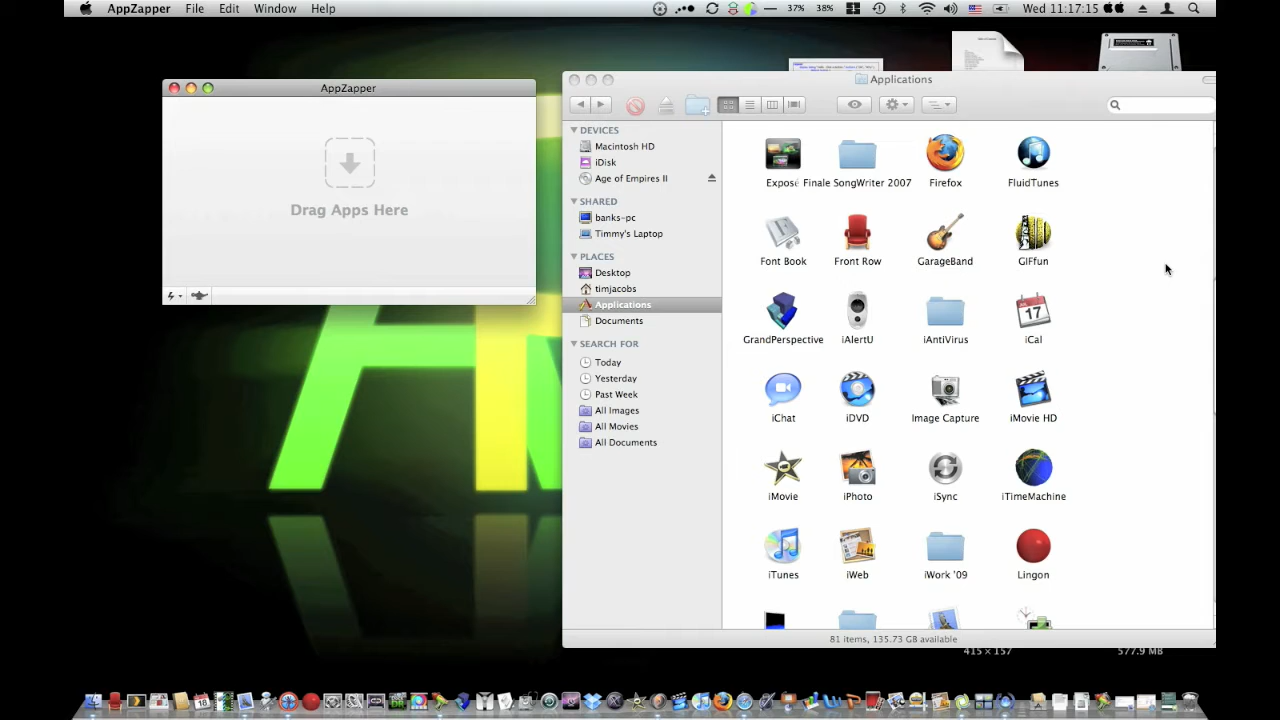 AppZapper File Edit Window Help 37% 38% Wed 11:17:15
AppZapper
Drag Apps Here
Applications
DEVICES
Macintosh HD
iDisk
Age of Empires II
SHARED
banks-pc
Timmy's Laptop
PLACES
Desktop
timjacobs
Applications
Documents
SEARCH FOR
Today
Yesterday
Past Week
All Images
All Movies
All Documents
Exposé Finale SongWriter 2007 Firefox FluidTunes
Font Book Front Row GarageBand GIFfun
GrandPerspective iAlertU iAntiVirus iCal
17
iChat iDVD Image Capture iMovie HD
iMovie iPhoto iSync iTimeMachine
iTunes iWeb iWork '09 Lingon
81 items, 135.73 GB available
415 × 157 577.9 MB